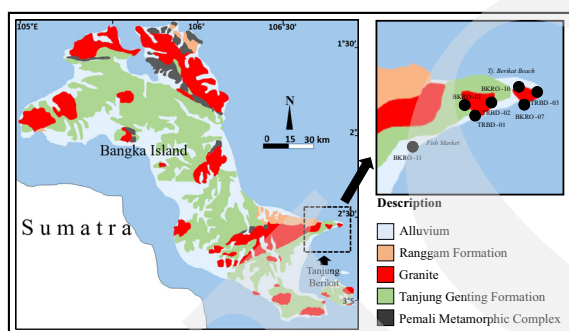 105°E
106°
106°30'
1°30'
N
0 15 30 km
2°
Bangka Island
Sumatra
2°30'
Tanjung
Berikat
3°5'
Tj. Berikat Beach
BKRO-10
TRBD-03
TRBD-02
BKRO-07
TRBD-01
Fish Market
BKRO-11
Description
Alluvium
Ranggam Formation
Granite
Tanjung Genting Formation
Pemali Metamorphic Complex